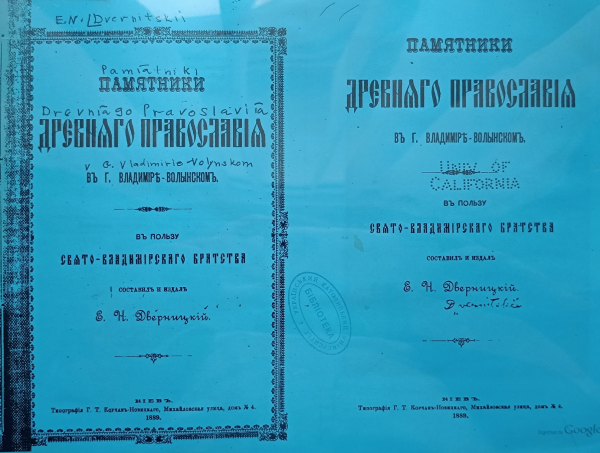 E.N. Dvernitskii
Pamiatniki
ПАМЯТНИКИ
Drevniago Pravoslaviia
ДРЕВНЯГО ПРАВОСЛАВІЯ
v G. Vladimirie-Volynskom
ВЪ Г. ВЛАДИМІРѢ-ВОЛЫНСКОМЪ.
ВЪ ПОЛЬЗУ
СВЯТО-ВЛАДИМІРСКАГО БРАТСТВА
СОСТАВИЛЪ И ИЗДАЛЪ
Е. Н. Дверницкій.
КІЕВЪ.
Типографія Г. Т. Корчакъ-Новицкаго, Михайловская улица, домъ № 4.
1889.
ПАМЯТНИКИ
ДРЕВНЯГО ПРАВОСЛАВІЯ
ВЪ Г. ВЛАДИМІРѢ-ВОЛЫНСКОМЪ.
UNIV. OF
CALIFORNIA
ВЪ ПОЛЬЗУ
СВЯТО-ВЛАДИМІРСКАГО БРАТСТВА
СОСТАВИЛЪ И ИЗДАЛЪ
Е. Н. Дверницкій.
КІЕВЪ.
Типографія Г. Т. Корчакъ-Новицкаго, Михайловская улица, домъ № 4.
1889.
Google